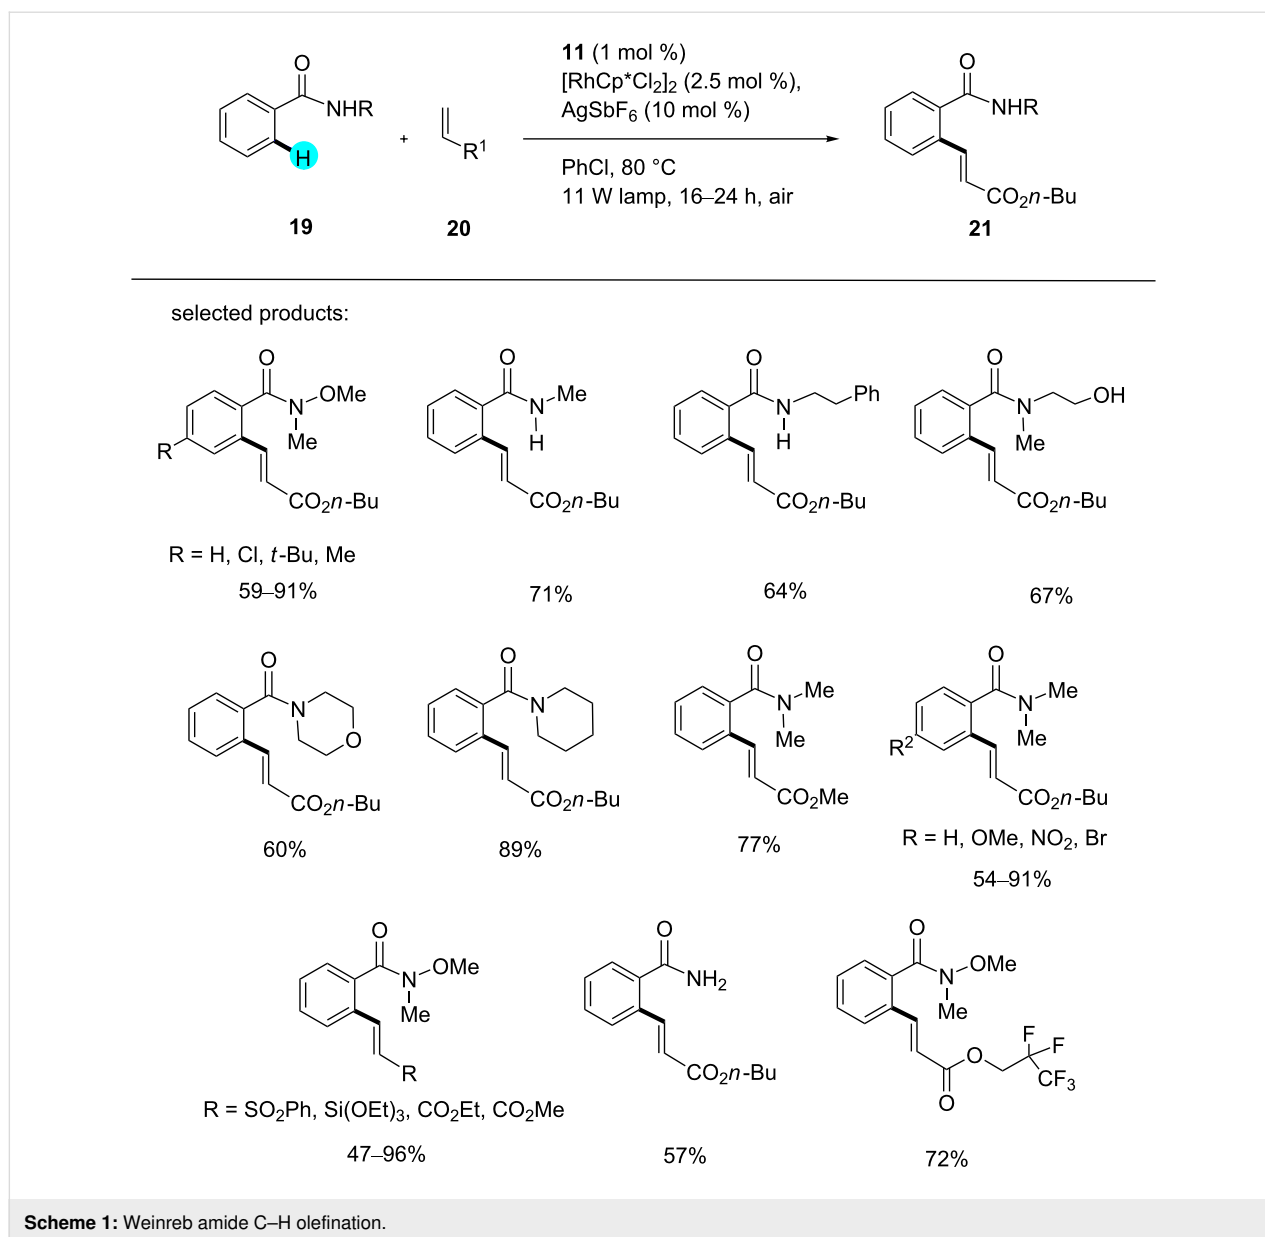 O
NHR
H
+
R¹
11 (1 mol %)
[RhCp*Cl₂]₂ (2.5 mol %),
AgSbF₆ (10 mol %)
PhCl, 80 °C
11 W lamp, 16–24 h, air
O
NHR
CO₂n-Bu
19
20
21
selected products:
O
N
OMe
Me
R
CO₂n-Bu
R = H, Cl, t-Bu, Me
59–91%
O
N
Me
H
CO₂n-Bu
71%
O
N
Ph
H
CO₂n-Bu
64%
O
N
OH
Me
CO₂n-Bu
67%
O
N
O
CO₂n-Bu
60%
O
N
CO₂n-Bu
89%
O
N
Me
Me
CO₂Me
77%
O
N
Me
Me
R²
CO₂n-Bu
R = H, OMe, NO₂, Br
54–91%
O
N
OMe
Me
R
R = SO₂Ph, Si(OEt)₃, CO₂Et, CO₂Me
47–96%
O
NH₂
CO₂n-Bu
57%
O
N
OMe
Me
O
F
F
CF₃
O
72%
Scheme 1: Weinreb amide C–H olefination.